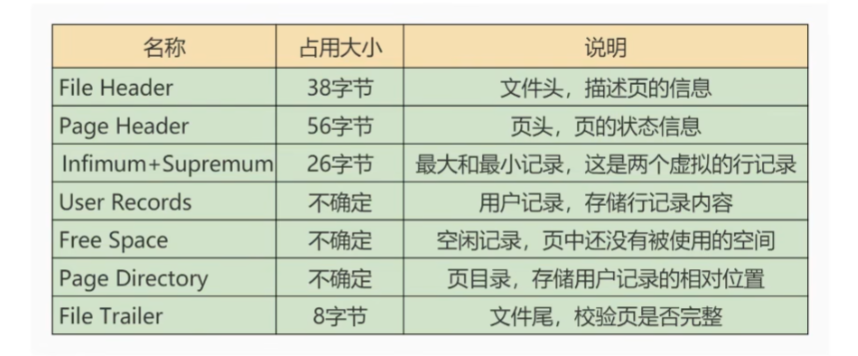 名称 占用大小 说明
File Header 38字节 文件头，描述页的信息
Page Header 56字节 页头，页的状态信息
Infimum+Supremum 26字节 最大和最小记录，这是两个虚拟的行记录
User Records 不确定 用户记录，存储行记录内容
Free Space 不确定 空闲记录，页中还没有被使用的空间
Page Directory 不确定 页目录，存储用户记录的相对位置
File Trailer 8字节 文件尾，校验页是否完整